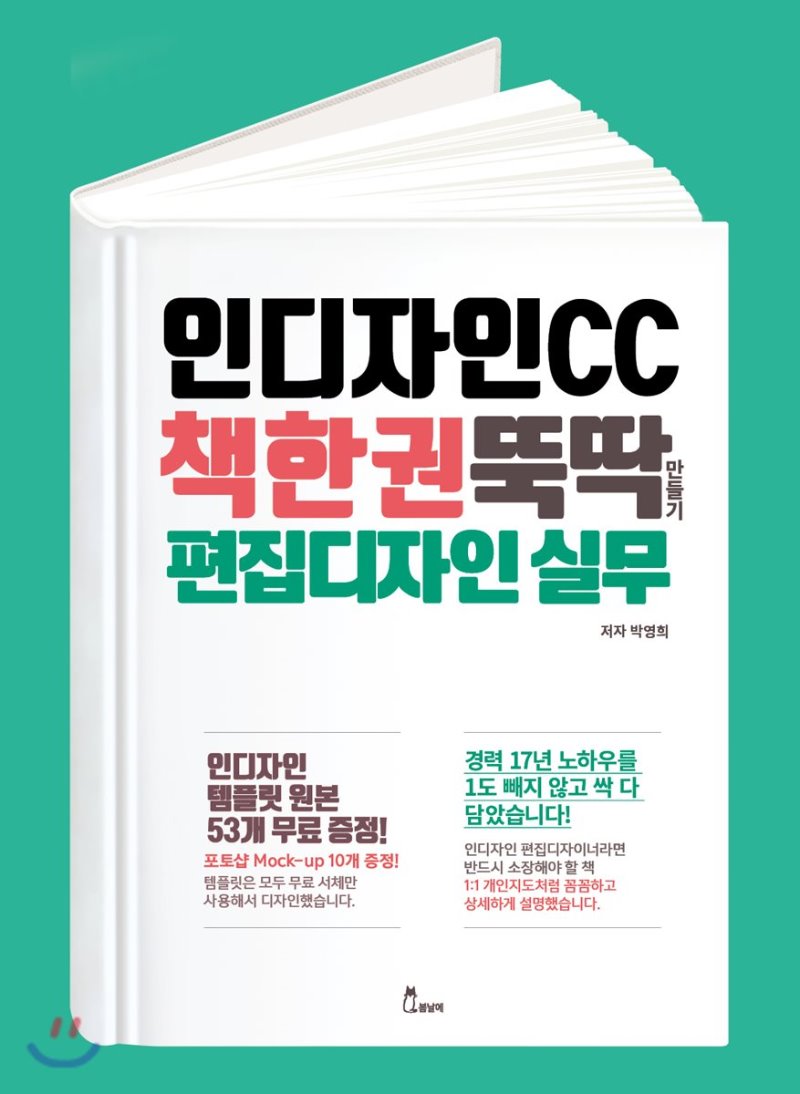 인디자인CC
책한권뚝딱
만들기
편집디자인 실무
저자 박영희
인디자인
템플릿 원본
53개 무료 증정!
포토샵 Mock-up 10개 증정!
템플릿은 모두 무료 서체만
사용해서 디자인했습니다.
경력 17년 노하우를
1도 빼지 않고 싹 다
담았습니다!
인디자인 편집디자이너라면
반드시 소장해야 할 책
1:1 개인지도처럼 꼼꼼하고
상세하게 설명했습니다.
봄날에